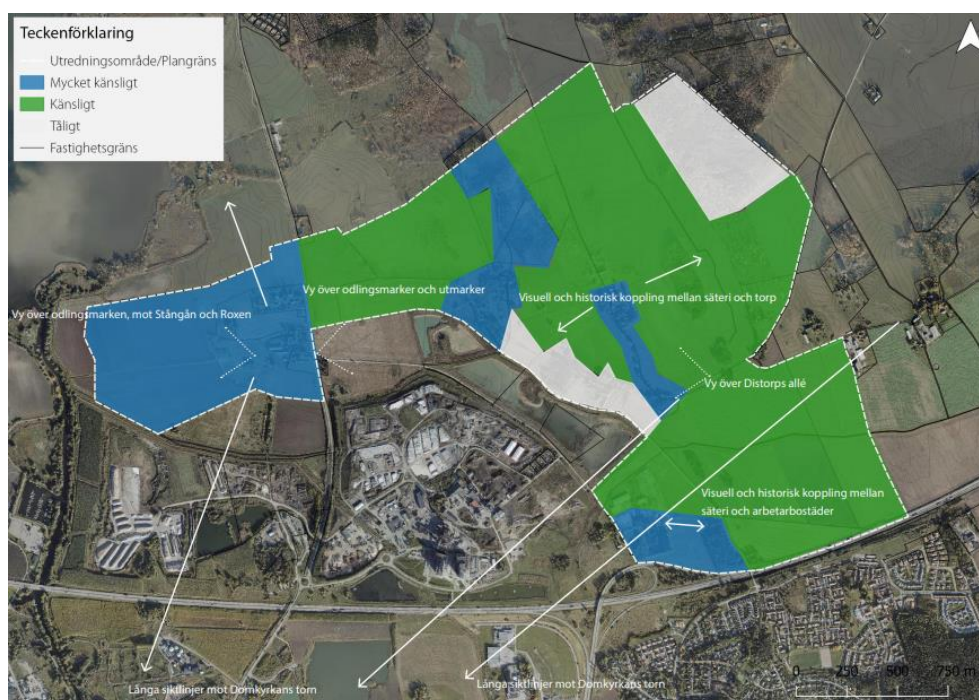 Teckenförklaring
Utredningsområde/Plangräns
Mycket känsligt
Känsligt
Tåligt
Fastighetsgräns
Vy över odlingsmarker och utmarker
Visuell och historisk koppling mellan säteri och torp
Vy över odlingsmarken, mot Stångån och Roxen
Vy över Distorps allé
Visuell och historisk koppling mellan
säteri och arbetarbostäder
Långa siktlinjer mot Domkyrkans torn
Långa siktlinjer mot Domkyrkans torn
0 250 500 750 m